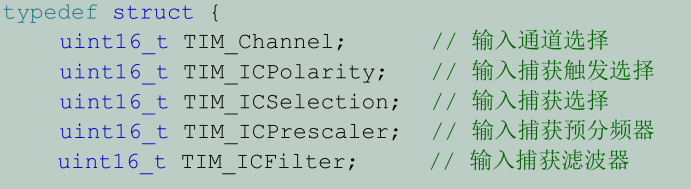 typedef struct {
uint16_t TIM_Channel; // 输入通道选择
uint16_t TIM_ICPolarity; // 输入捕获触发选择
uint16_t TIM_ICSelection; // 输入捕获选择
uint16_t TIM_ICPrescaler; // 输入捕获预分频器
uint16_t TIM_ICFilter; // 输入捕获滤波器